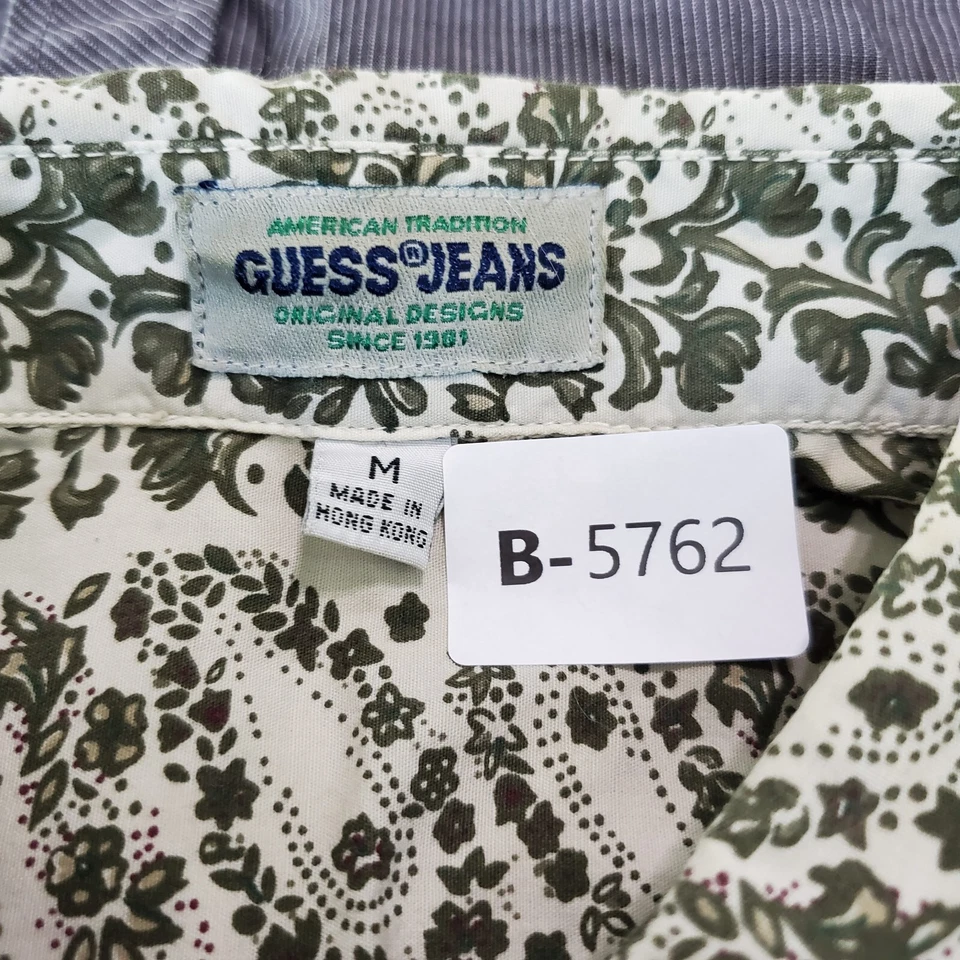 AMERICAN TRADITION
GUESS®JEANS
ORIGINAL DESIGNS
SINCE 1981
M
MADE IN
HONG KONG
B-5762